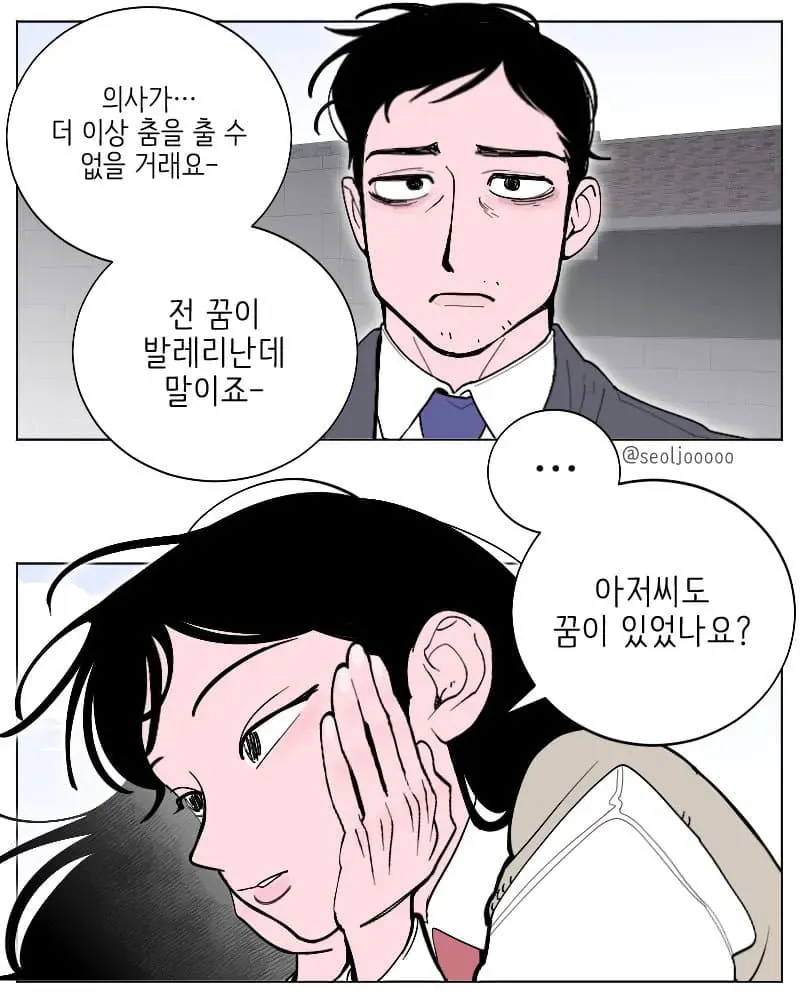 의사가…
더 이상 춤을 출 수
없을 거래요-
전 꿈이
발레리난데
말이죠-
@seoljooooo
...
아저씨도
꿈이 있었나요?